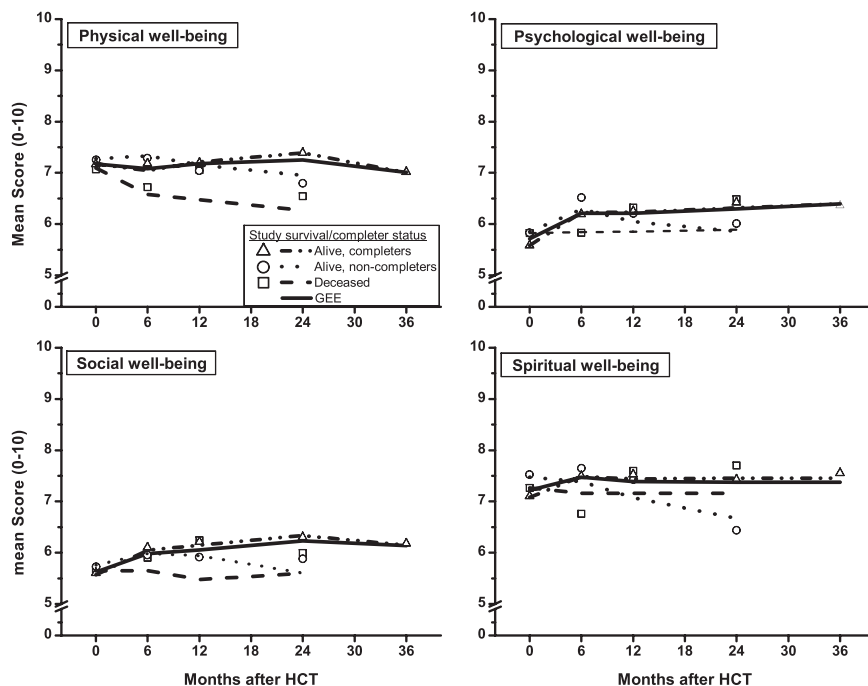 Physical well-being
Psychological well-being
10
9
8
7
6
5
0
Mean Score (0-10)
Study survival/completer status
Alive, completers
Alive, non-completers
Deceased
GEE
0 6 12 18 24 30 36
10
9
8
7
6
5
0
0 6 12 18 24 30 36
Social well-being
Spiritual well-being
10
9
8
7
6
5
0
mean Score (0-10)
0 6 12 18 24 30 36
Months after HCT
10
9
8
7
6
5
0
0 6 12 18 24 30 36
Months after HCT